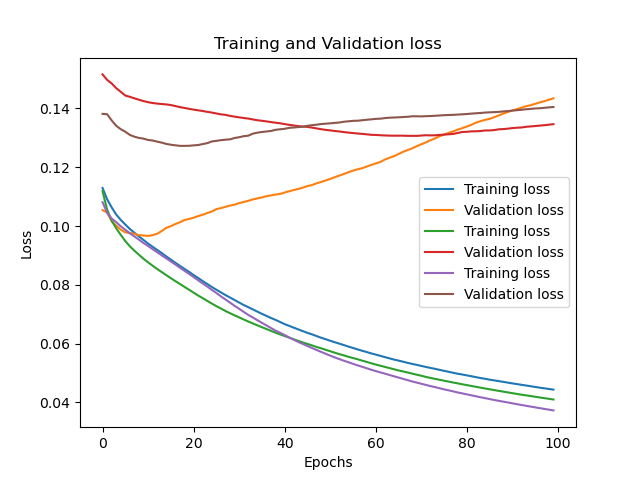 Training and Validation loss
Loss
0.14
0.12
0.10
0.08
0.06
0.04
Training loss
Validation loss
Training loss
Validation loss
Training loss
Validation loss
0 20 40 60 80 100
Epochs